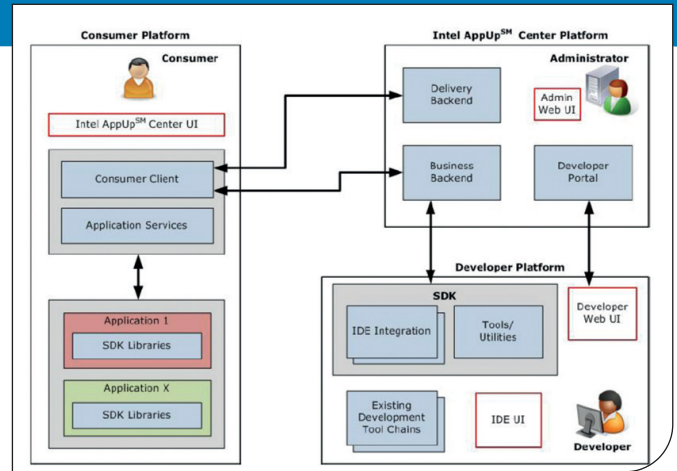 Consumer Platform
Consumer
Intel AppUp℠ Center UI
Consumer Client
Application Services
Application 1
SDK Libraries
Application X
SDK Libraries
Intel AppUp℠ Center Platform
Administrator
Delivery
Backend
Admin
Web UI
Business
Backend
Developer
Portal
Developer Platform
SDK
IDE Integration
Tools/
Utilities
Developer
Web UI
Existing
Development
Tool Chains
IDE UI
Developer